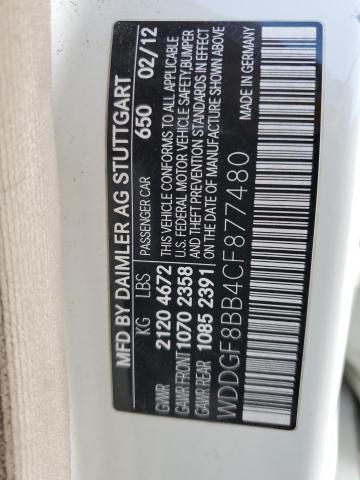 MFD BY DAIMLER AG STUTTGART
KG LBS PASSENGER CAR 650 02/12
GVWR 2120 4672 THIS VEHICLE CONFORMS TO ALL APPLICABLE
GAWR FRONT 1070 2358 U.S. FEDERAL MOTOR VEHICLE SAFETY, BUMPER
GAWR REAR 1085 2391 AND THEFT PREVENTION STANDARDS IN EFFECT
ON THE DATE OF MANUFACTURE SHOWN ABOVE.
WDDGF8BB4CF877480 MADE IN GERMANY